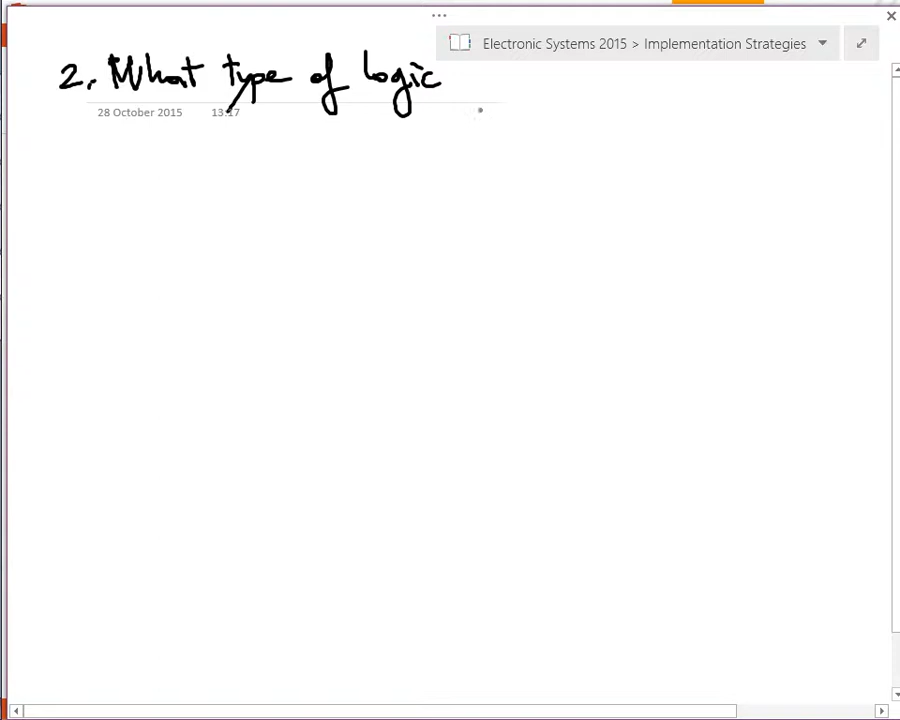 Electronic Systems 2015 > Implementation Strategies
2. What type of logic
28 October 2015 13:17